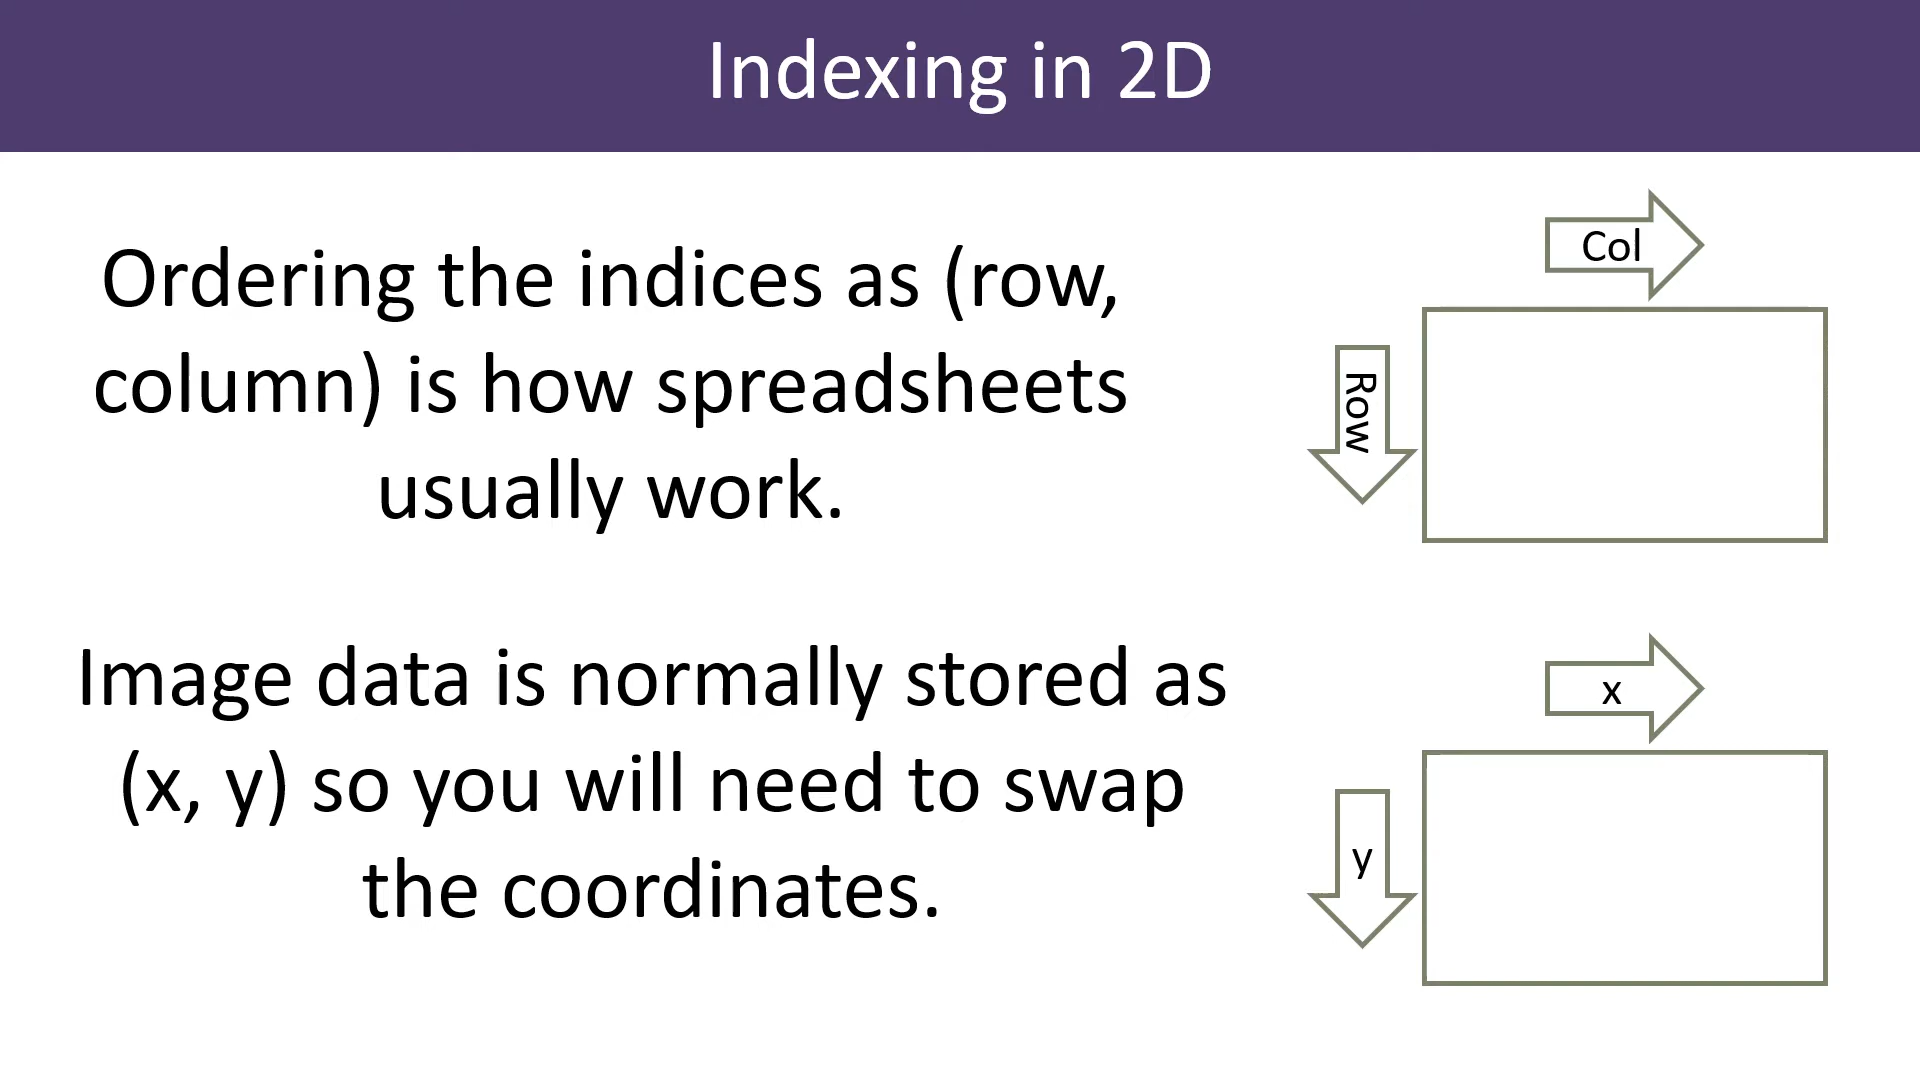 Indexing in 2D
Ordering the indices as (row,
column) is how spreadsheets
usually work.
Col
Row
Image data is normally stored as
(x, y) so you will need to swap
the coordinates.
x
y